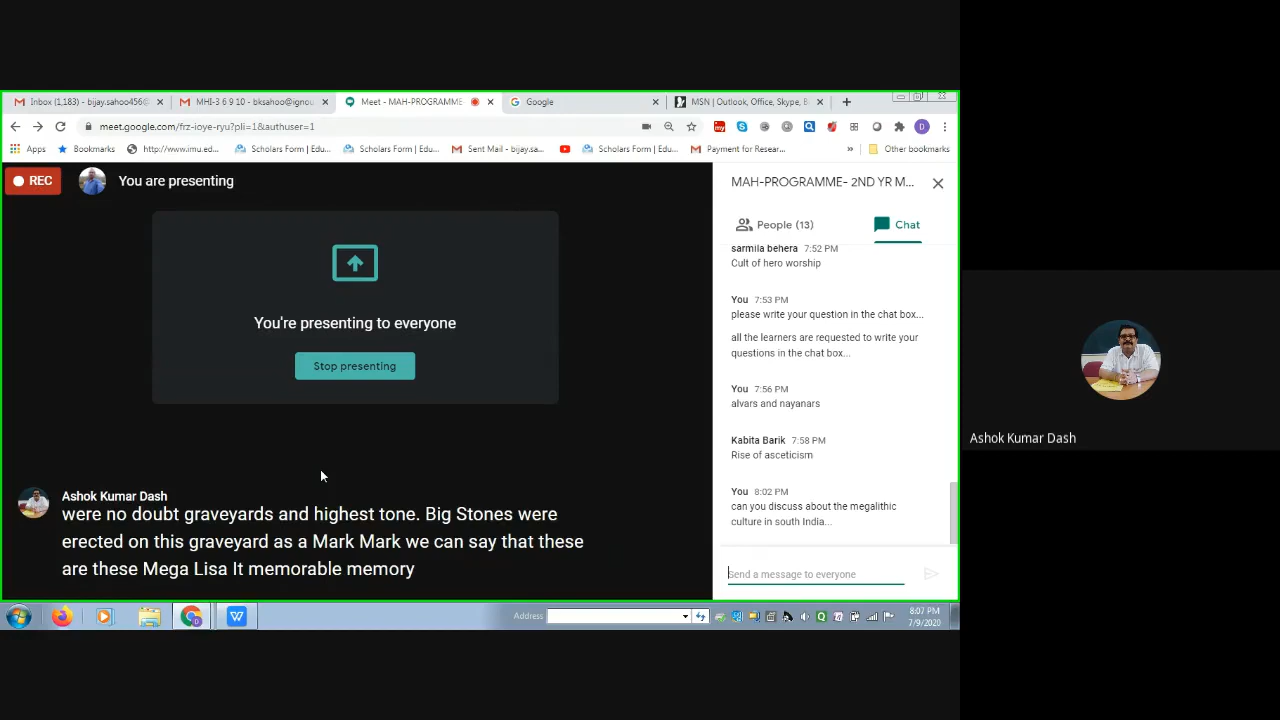 Inbox (1,183) - bijay.sahoo456@
MHI-3 6 9 10 - bksahoo@ignou
Meet - MAH-PROGRAMME
Google
MSN | Outlook, Office, Skype, B
meet.google.com/frz-ioye-ryu?pli=1&authuser=1
Apps
Bookmarks
http://www.imu.ed...
Scholars Form | Edu...
Scholars Form | Edu...
Sent Mail - bijay.sa...
Scholars Form | Edu...
Payment for Resear...
»
Other bookmarks
REC
You are presenting
MAH-PROGRAMME- 2ND YR M...
People (13)
Chat
sarmila behera 7:52 PM
Cult of hero worship
You 7:53 PM
please write your question in the chat box...
all the learners are requested to write your
questions in the chat box...
You're presenting to everyone
Stop presenting
You 7:56 PM
alvars and nayanars
Kabita Barik 7:58 PM
Rise of asceticism
You 8:02 PM
can you discuss about the megalithic
culture in south India...
Send a message to everyone
Ashok Kumar Dash
were no doubt graveyards and highest tone. Big Stones were
erected on this graveyard as a Mark Mark we can say that these
are these Mega Lisa It memorable memory
Ashok Kumar Dash
Address
8:07 PM
7/9/2020